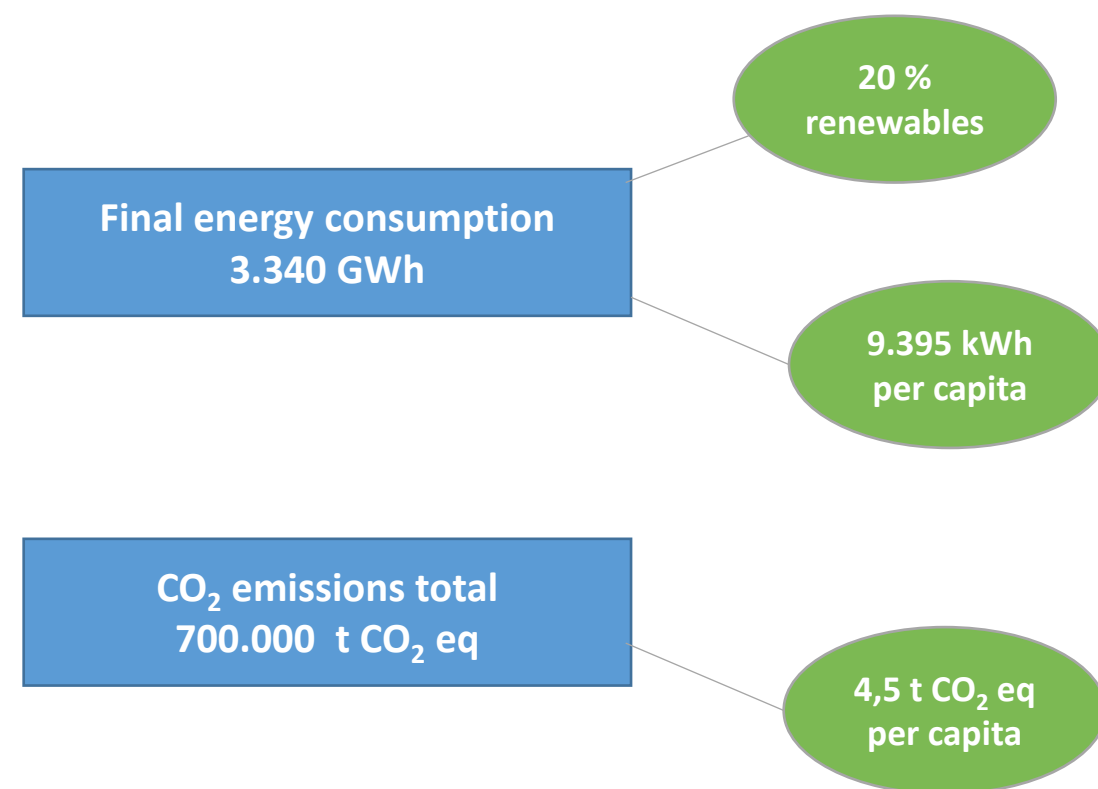 20 %
renewables
Final energy consumption
3.340 GWh
9.395 kWh
per capita
CO₂ emissions total
700.000  t CO₂ eq
4,5 t CO₂ eq
per capita